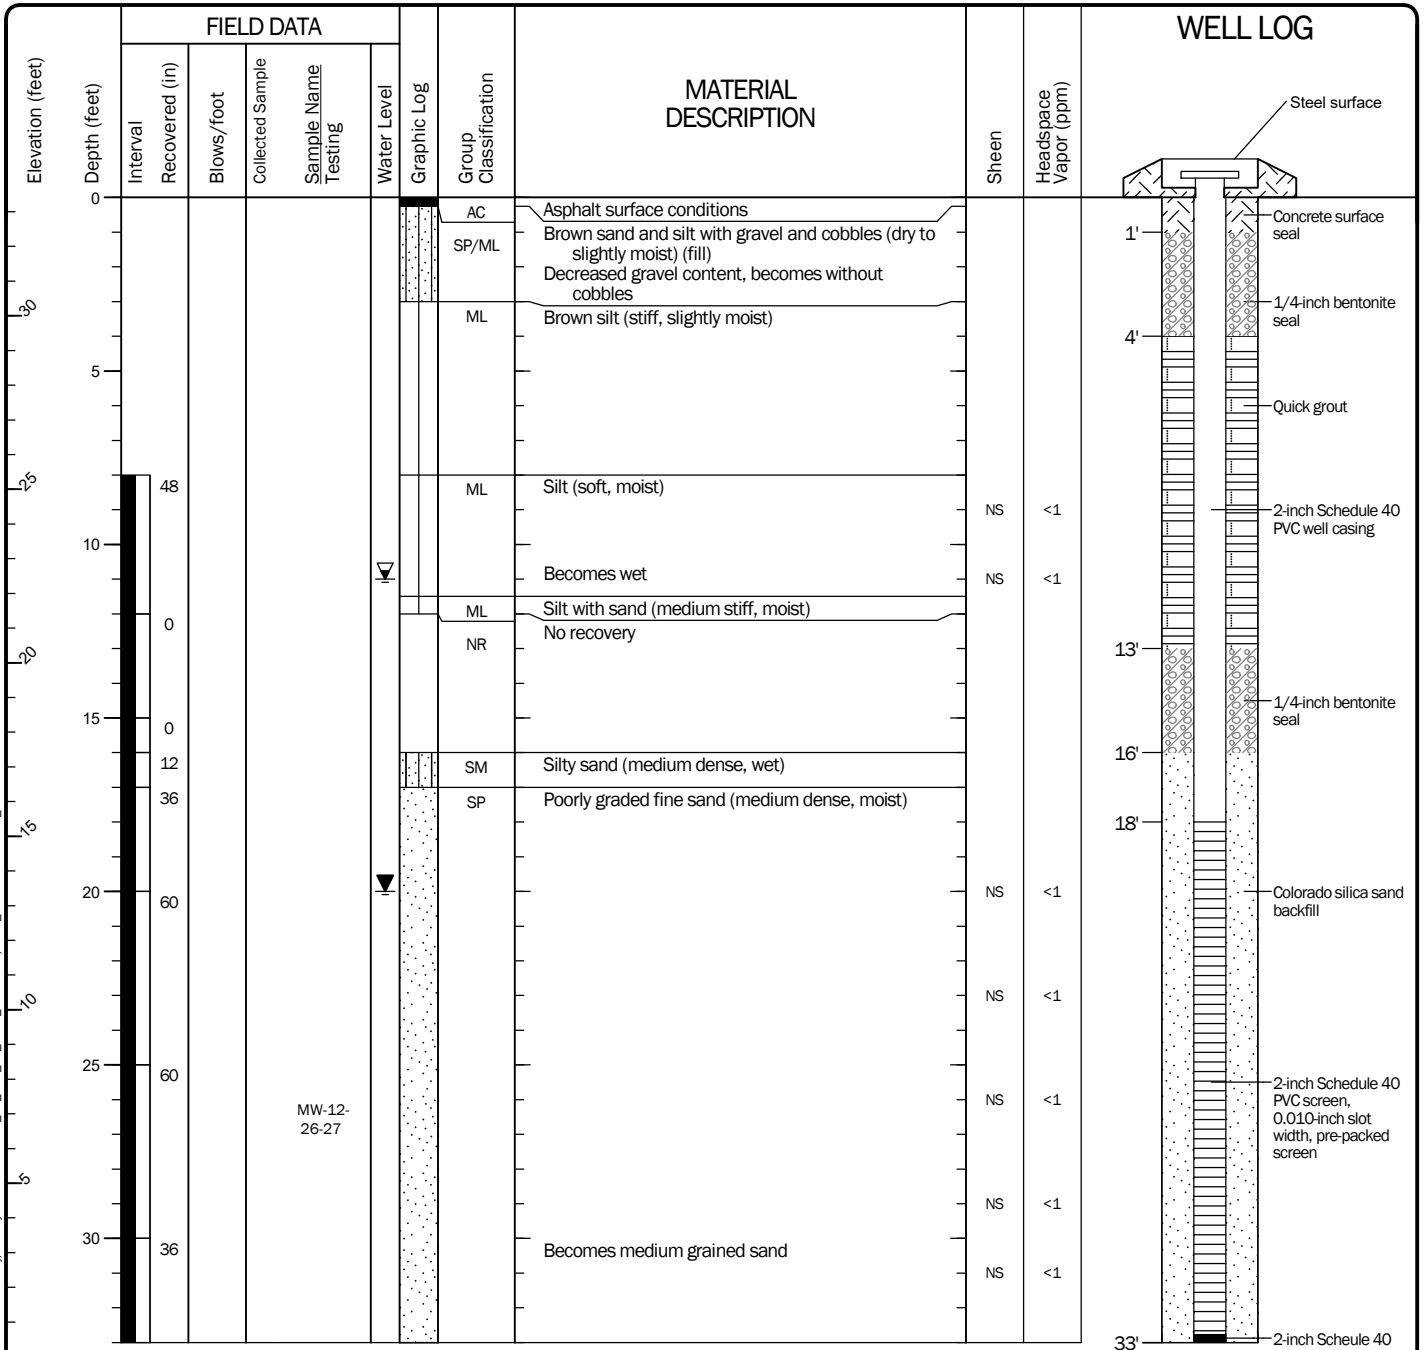 FIELD DATA
WELL LOG
Elevation (feet)
Depth (feet)
Interval
Recovered (in)
Blows/foot
Collected Sample
Sample Name
Testing
Water Level
Graphic Log
Group
Classification
MATERIAL
DESCRIPTION
Sheen
Headspace
Vapor (ppm)
Steel surface
0
AC
Asphalt surface conditions
Concrete surface
seal
1'
SP/ML
Brown sand and silt with gravel and cobbles (dry to
slightly moist) (fill)
Decreased gravel content, becomes without
cobbles
30
ML
Brown silt (stiff, slightly moist)
1/4-inch bentonite
seal
4'
5
Quick grout
25
48
ML
Silt (soft, moist)
NS
<1
2-inch Schedule 40
PVC well casing
10
Becomes wet
NS
<1
ML
Silt with sand (medium stiff, moist)
0
NR
No recovery
20
13'
15
0
1/4-inch bentonite
seal
16'
12
SM
Silty sand (medium dense, wet)
36
SP
Poorly graded fine sand (medium dense, moist)
15
18'
20
60
NS
<1
Colorado silica sand
backfill
10
NS
<1
25
60
MW-12-
26-27
NS
<1
2-inch Schedule 40
PVC screen,
0.010-inch slot
width, pre-packed
screen
5
NS
<1
30
36
Becomes medium grained sand
NS
<1
33'
2-inch Scheule 40